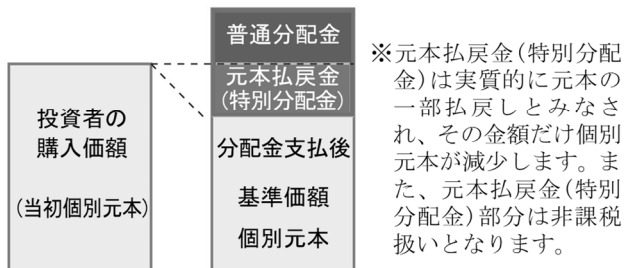 普通分配金
元本払戻金
(特別分配金)
投資者の
購入価額
(当初個別元本)
分配金支払後
基準価額
個別元本
※元本払戻金(特別分配
金)は実質的に元本の
一部払戻しとみなさ
れ、その金額だけ個別
元本が減少します。ま
た、元本払戻金(特別
分配金)部分は非課税
扱いとなります。